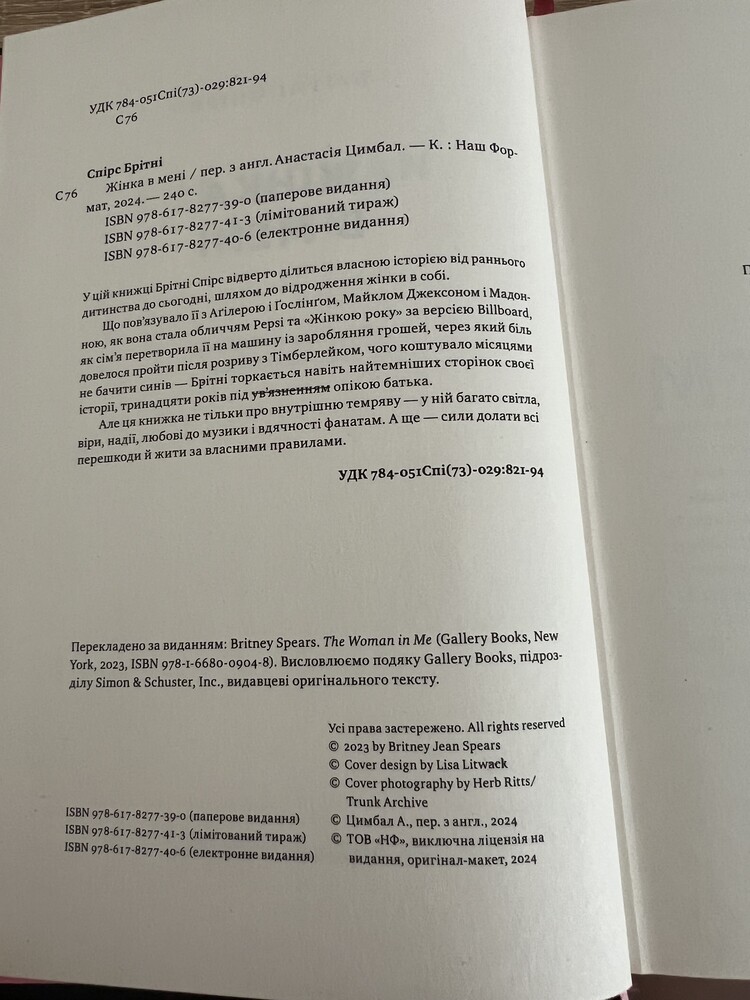 УДК 784-051Спі(73)-029:821-94
С76
Спірс Брітні
С76 Жінка в мені / пер. з англ. Анастасія Цимбал. — К. : Наш Фор-
мат, 2024. — 240 с.
ISBN 978-617-8277-39-0 (паперове видання)
ISBN 978-617-8277-41-3 (лімітований тираж)
ISBN 978-617-8277-40-6 (електронне видання)
У цій книжці Брітні Спірс відверто ділиться власною історією від раннього
дитинства до сьогодні, шляхом до відродження жінки в собі.
Що пов'язувало її з Аґілерою і Ґослінґом, Майклом Джексоном і Мадон-
ною, як вона стала обличчям Pepsi та «Жінкою року» за версією Billboard,
як сім'я перетворила її на машину із заробляння грошей, через який біль
довелося пройти після розриву з Тімберлейком, чого коштувало місяцями
не бачити синів — Брітні торкається навіть найтемніших сторінок своєї
історії, тринадцяти років під ув'язненням опікою батька.
Але ця книжка не тільки про внутрішню темряву — у ній багато світла,
віри, надії, любові до музики і вдячності фанатам. А ще — сили долати всі
перешкоди й жити за власними правилами.
УДК 784-051Спі(73)-029:821-94
Перекладено за виданням: Britney Spears. The Woman in Me (Gallery Books, New
York, 2023, ISBN 978-1-6680-0904-8). Висловлюємо подяку Gallery Books, підроз-
ділу Simon & Schuster, Inc., видавцеві оригінального тексту.
Усі права застережено. All rights reserved
© 2023 by Britney Jean Spears
© Cover design by Lisa Litwack
© Cover photography by Herb Ritts/
Trunk Archive
© Цимбал А., пер. з англ., 2024
© ТОВ «НФ», виключна ліцензія на
видання, оригінал-макет, 2024
ISBN 978-617-8277-39-0 (паперове видання)
ISBN 978-617-8277-41-3 (лімітований тираж)
ISBN 978-617-8277-40-6 (електронне видання)